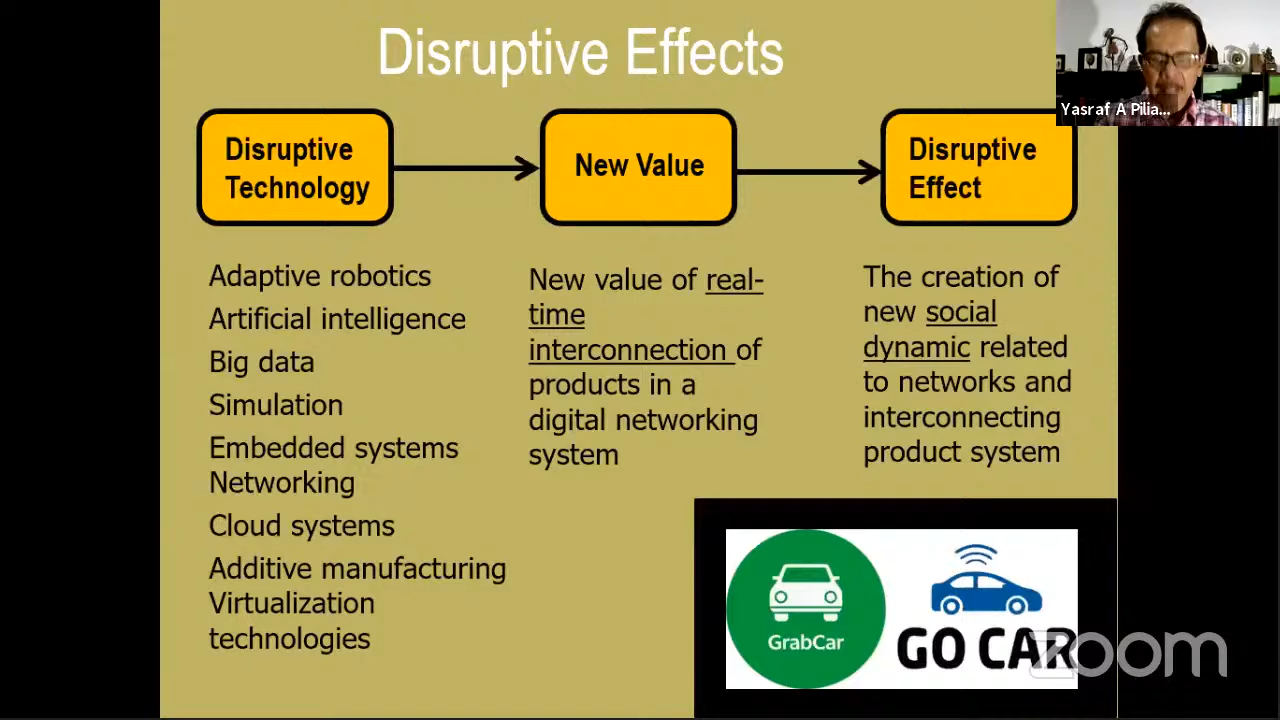 Disruptive Effects
Yasraf A Pilia...
Disruptive
Technology
New Value
Disruptive
Effect
Adaptive robotics
Artificial intelligence
Big data
Simulation
Embedded systems
Networking
Cloud systems
Additive manufacturing
Virtualization
technologies
New value of real-
time
interconnection of
products in a
digital networking
system
The creation of
new social
dynamic related
to networks and
interconnecting
product system
GrabCar
GO CAR
zoom